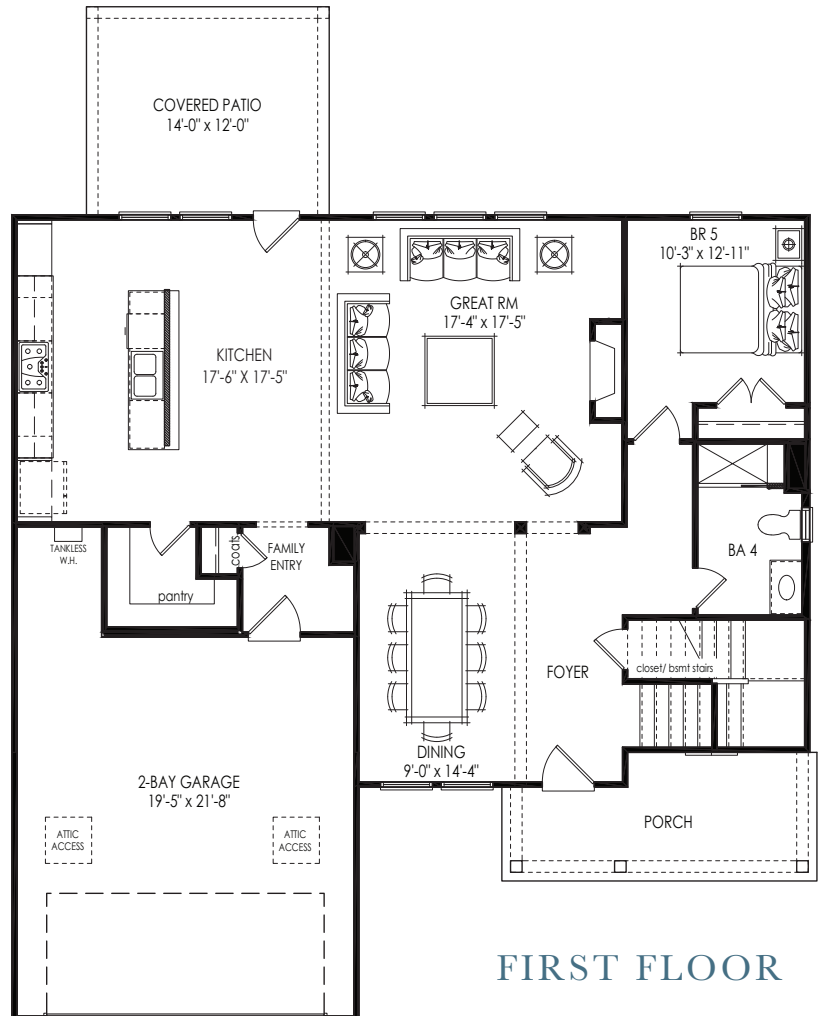 COVERED PATIO
14'-0" x 12'-0"
BR 5
10'-3" x 12'-11"
GREAT RM
17'-4" x 17'-5"
KITCHEN
17'-6" X 17'-5"
TANKLESS
W.H.
coats
FAMILY
ENTRY
pantry
BA 4
closet/ bsmt stairs
FOYER
DINING
9'-0" x 14'-4"
2-BAY GARAGE
19'-5" x 21'-8"
ATTIC
ACCESS
ATTIC
ACCESS
PORCH
FIRST FLOOR